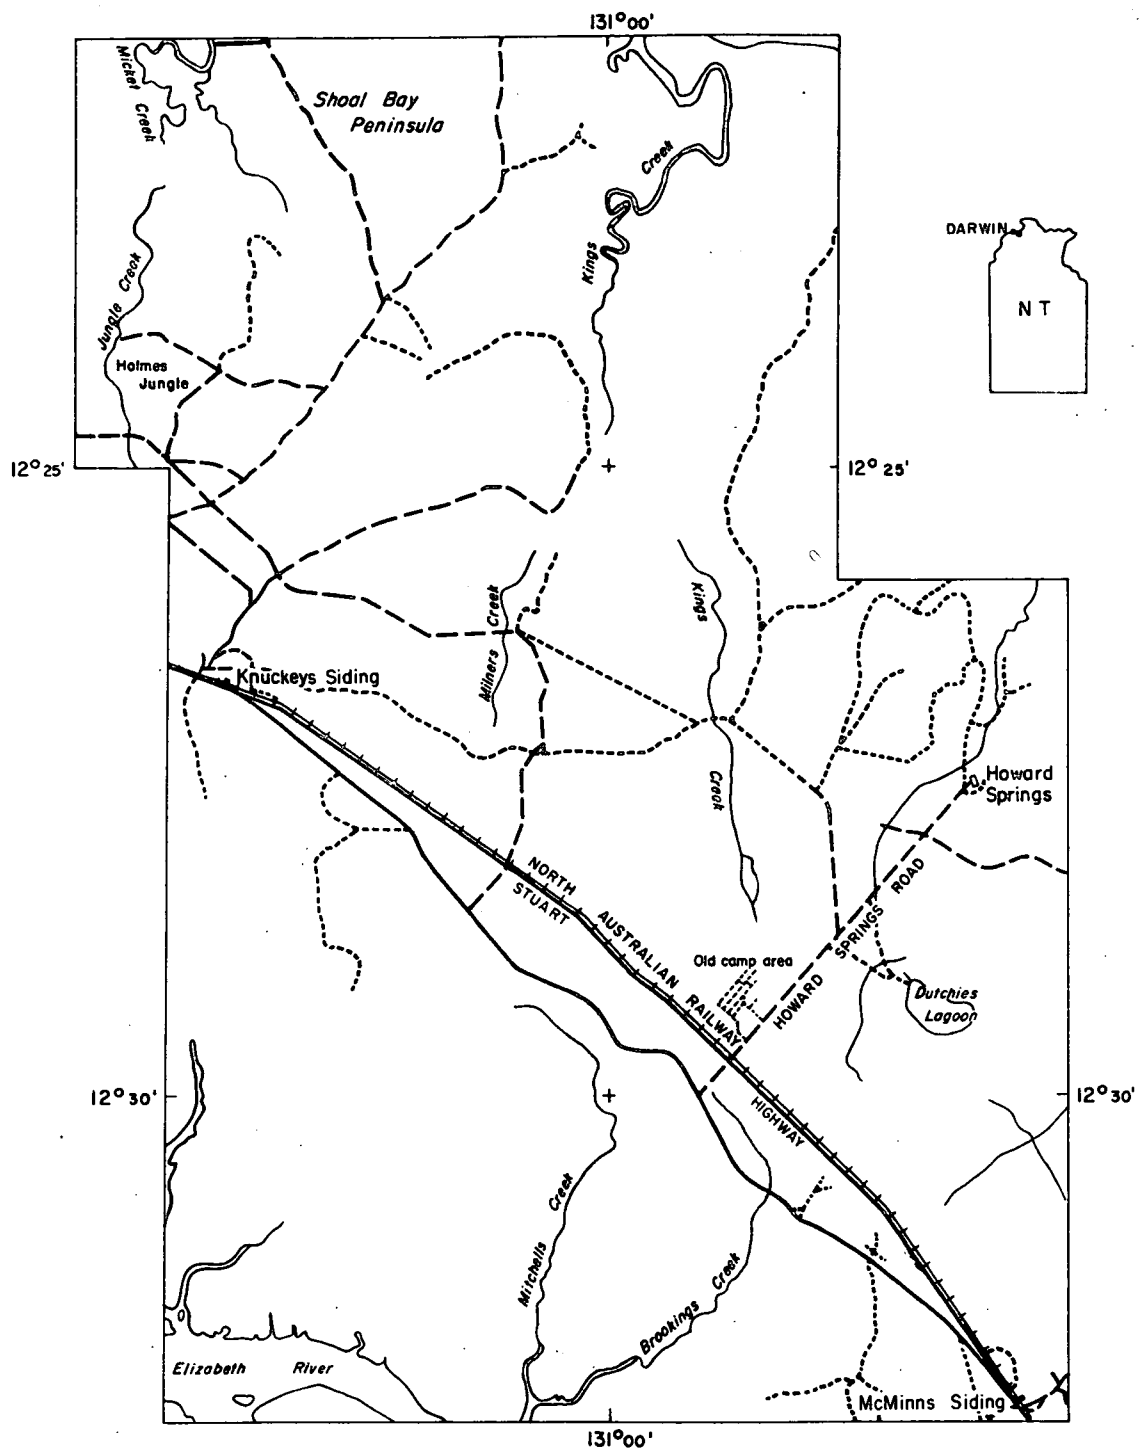 131°00'
Micket Creek
Shoal Bay
Peninsula
Creek
Kings
DARWIN
NT
Jungle Creek
Holmes
Jungle
12°25'
12°25'
Milners Creek
Kings
Creek
Knuckeys Siding
Howard
Springs
NORTH AUSTRALIAN RAILWAY
STUART HIGHWAY
HOWARD SPRINGS ROAD
Old camp area
Dutchies
Lagoon
12°30'
12°30'
Mitchells Creek
Brookings Creek
Elizabeth River
McMinns Siding
131°00'